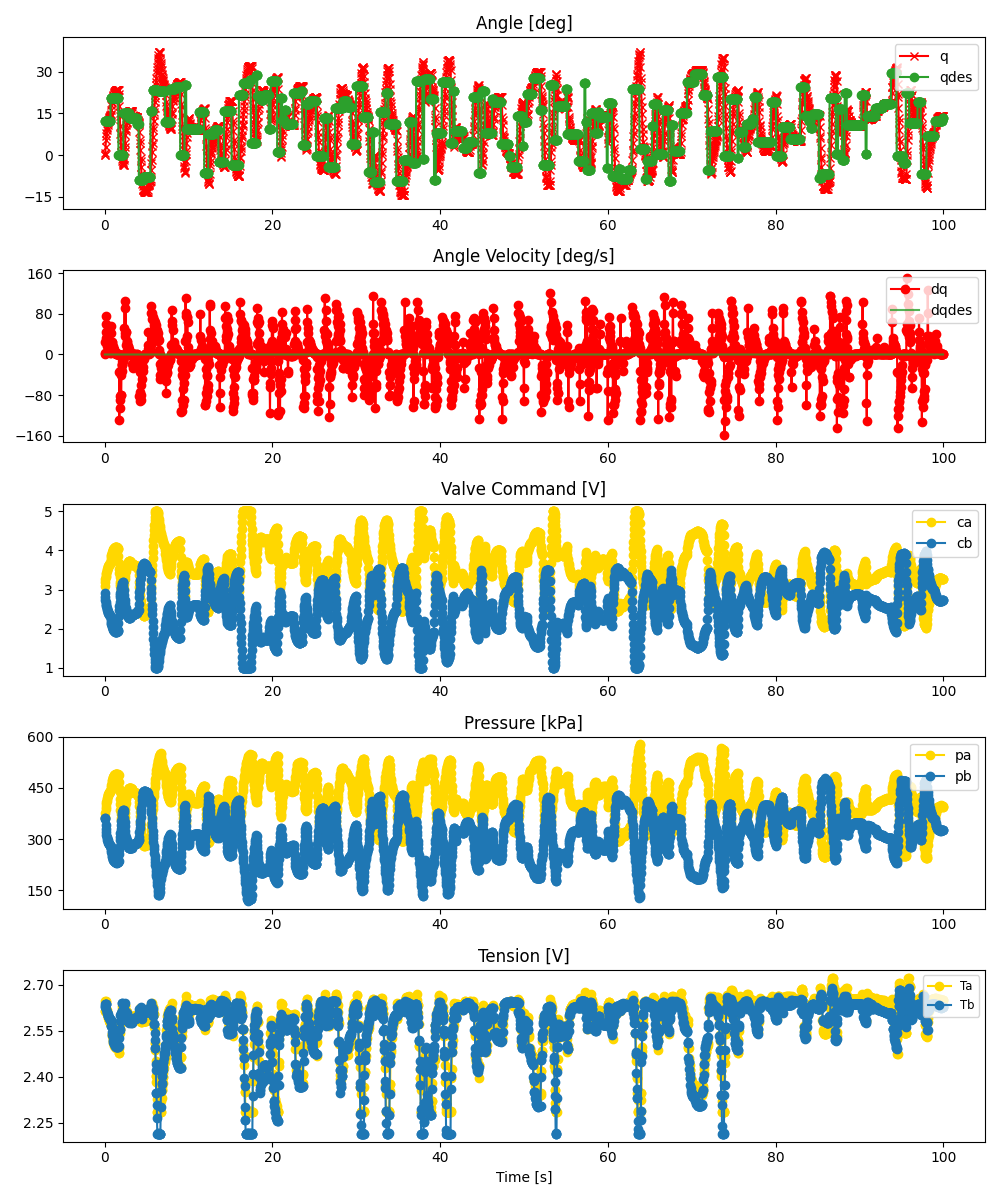 Angle [deg]
30
15
0
−15
q
qdes
0 20 40 60 80 100
Angle Velocity [deg/s]
160
80
0
−80
−160
dq
dqdes
0 20 40 60 80 100
Valve Command [V]
5
4
3
2
1
ca
cb
0 20 40 60 80 100
Pressure [kPa]
600
450
300
150
pa
pb
0 20 40 60 80 100
Tension [V]
2.70
2.55
2.40
2.25
Ta
Tb
0 20 40 60 80 100
Time [s]